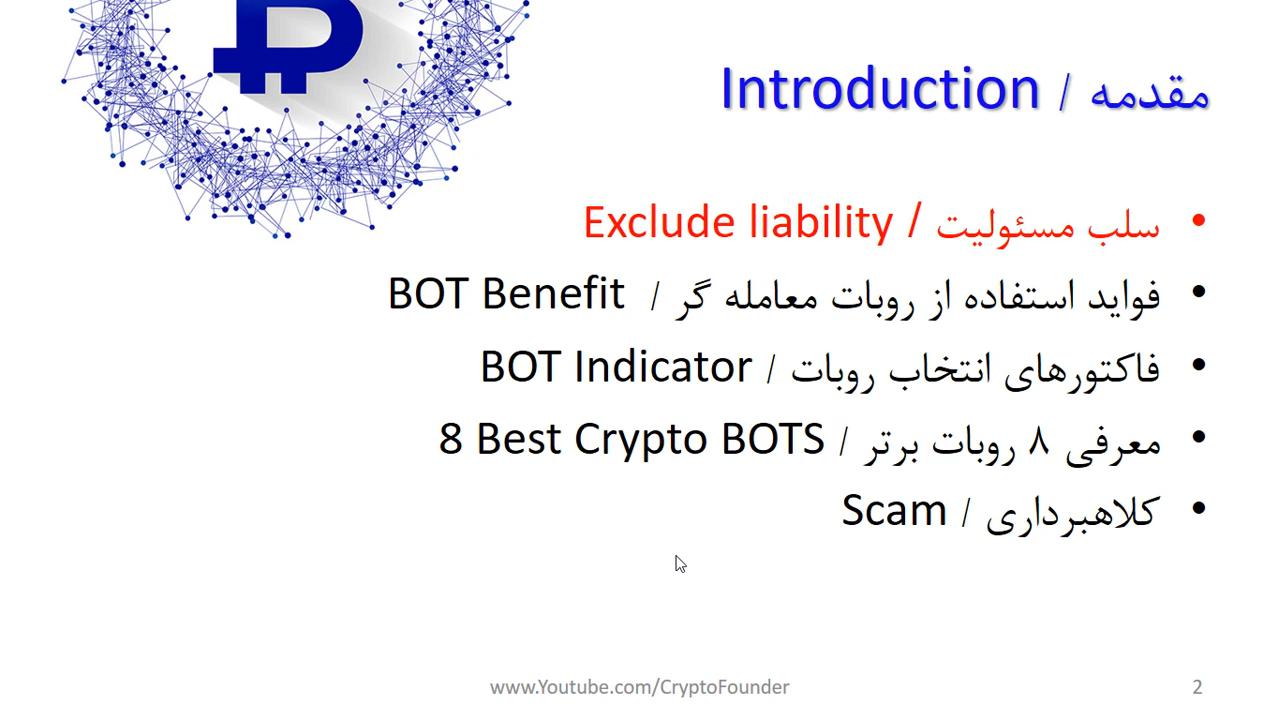 مقدمه / Introduction
• سلب مسئولیت / Exclude liability
• فواید استفاده از روبات معامله گر / BOT Benefit
• فاکتورهای انتخاب روبات / BOT Indicator
• معرفی ۸ روبات برتر / 8 Best Crypto BOTS
• کلاهبرداری / Scam
www.Youtube.com/CryptoFounder
2